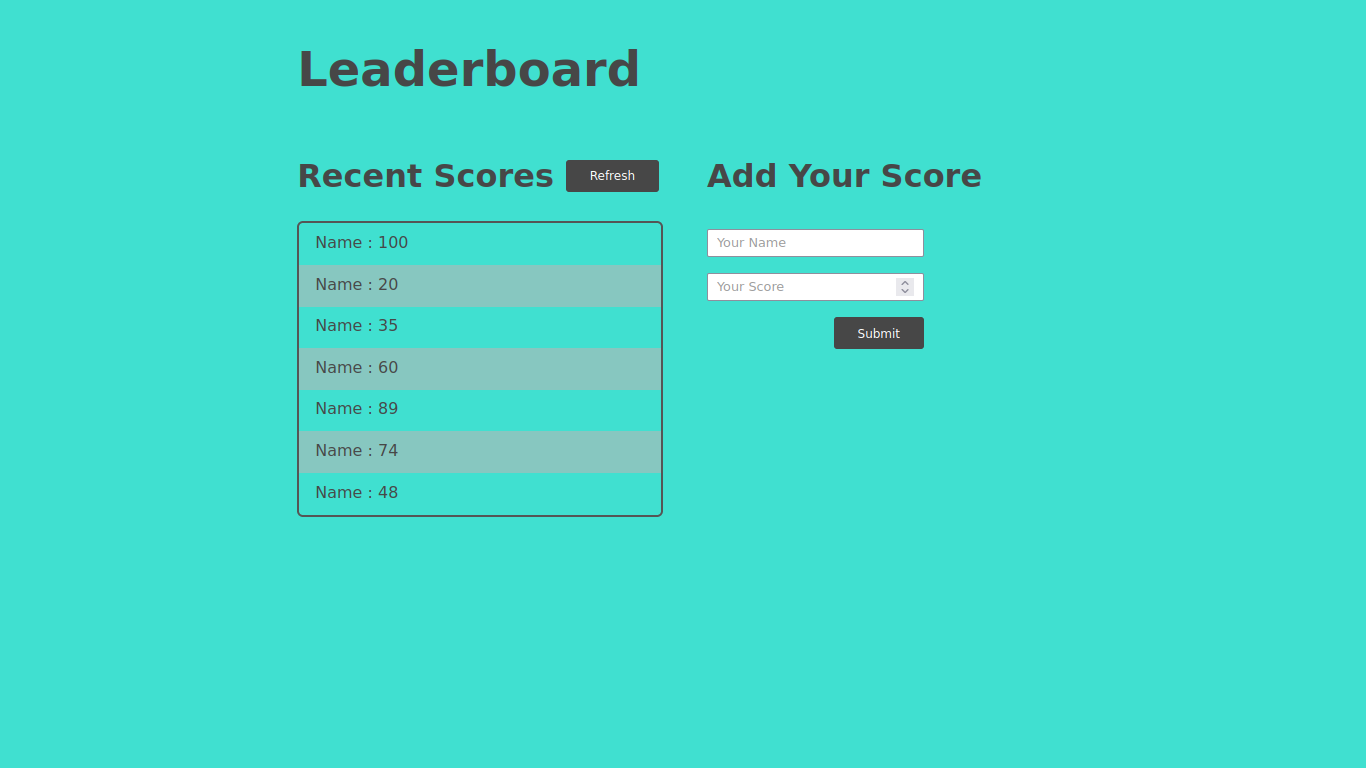 Leaderboard
Recent Scores
Refresh
Name : 100
Name : 20
Name : 35
Name : 60
Name : 89
Name : 74
Name : 48
Add Your Score
Your Name
Your Score
Submit